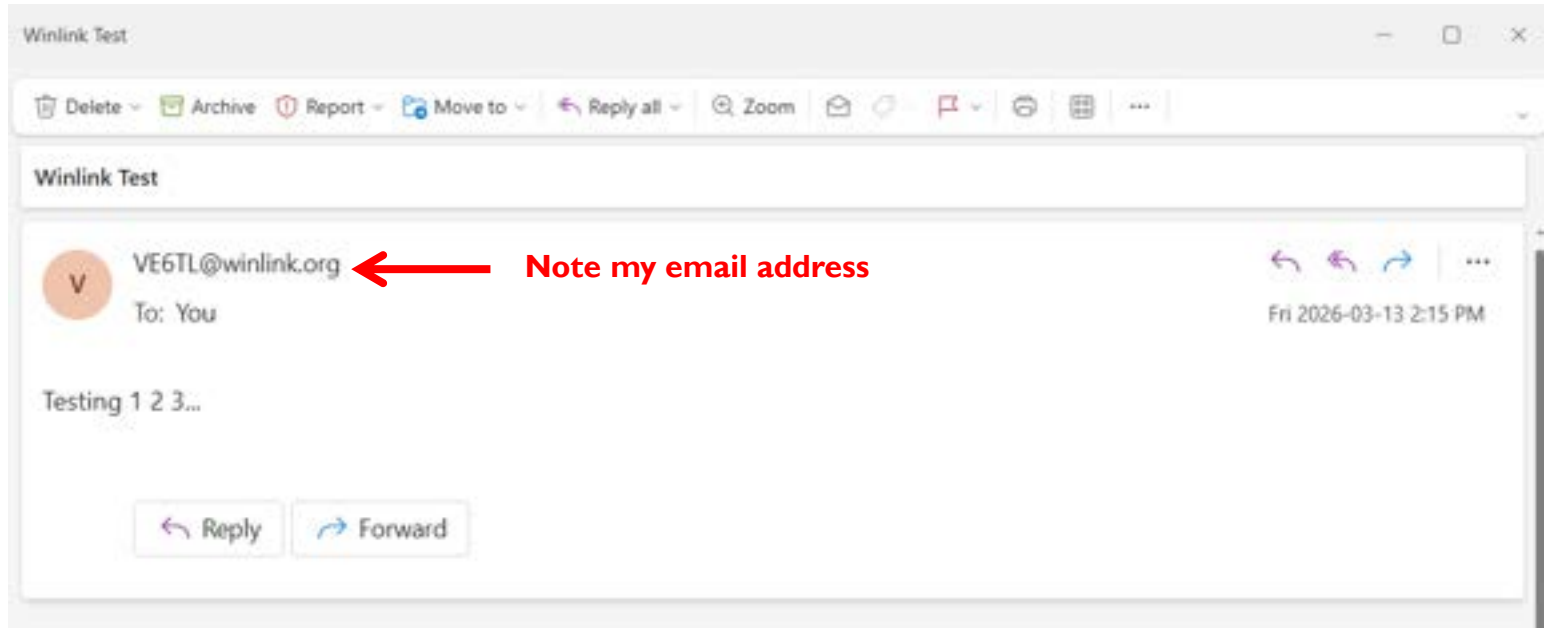 Winlink Test
Delete Archive Report Move to Reply all Zoom
Winlink Test
V
VE6TL@winlink.org
Note my email address
To: You
Fri 2026-03-13 2:15 PM
Testing 1 2 3...
Reply Forward